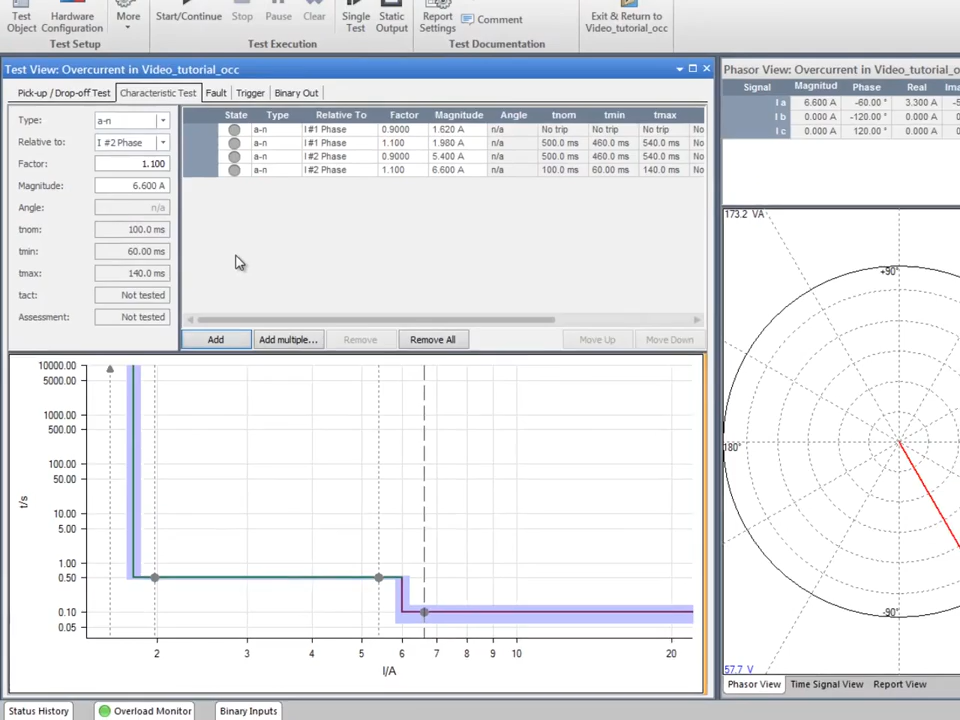 Test Hardware More Start/Continue Stop Pause Clear Single Static Report Comment Exit & Return to
Object Configuration Test Output Settings Video_tutorial_occ
Test Setup Test Execution Test Documentation
Test View: Overcurrent in Video_tutorial_occ
Pick-up / Drop-off Test Characteristic Test Fault Trigger Binary Out
Type: a-n
Relative to: I #2 Phase
Factor: 1.100
Magnitude: 6.600 A
Angle: n/a
tnom: 100.0 ms
tmin: 60.00 ms
tmax: 140.0 ms
tact: Not tested
Assessment: Not tested
State Type Relative To Factor Magnitude Angle tnom tmin tmax
a-n I #1 Phase 0.9000 1.620 A n/a No trip No trip No trip No
a-n I #1 Phase 1.100 1.980 A n/a 500.0 ms 460.0 ms 540.0 ms No
a-n I #2 Phase 0.9000 5.400 A n/a 500.0 ms 460.0 ms 540.0 ms No
a-n I #2 Phase 1.100 6.600 A n/a 100.0 ms 60.00 ms 140.0 ms No
Add Add multiple... Remove Remove All Move Up Move Down
10000.00
5000.00
1000.00
500.00
100.00
50.00
10.00
5.00
1.00
0.50
0.10
0.05
t/s
2 3 4 5 6 7 8 9 10 20
I/A
Phasor View: Overcurrent in Video_tutorial_o
Signal Magnitud Phase Real Ima
I a 6.600 A -60.00 ° 3.300 A -5
I b 0.000 A -120.00 ° 0.000 A
I c 0.000 A 120.00 ° 0.000 A
173.2 VA
+90°
180°
-90°
57.7 V
Phasor View Time Signal View Report View
Status History Overload Monitor Binary Inputs